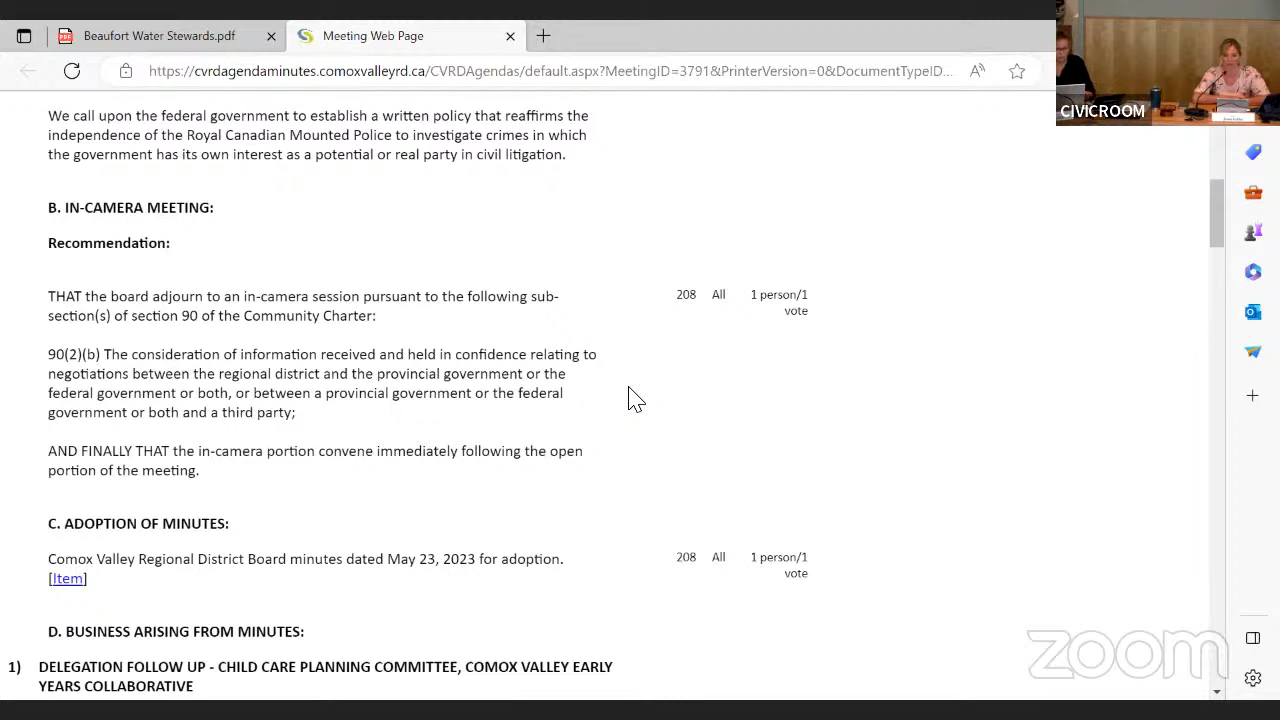 Beaufort Water Stewards.pdf
Meeting Web Page
https://cvrdagendaminutes.comoxvalleyrd.ca/CVRDAgendas/default.aspx?MeetingID=3791&PrinterVersion=0&DocumentTypeID...
CIVICROOM
We call upon the federal government to establish a written policy that reaffirms the
independence of the Royal Canadian Mounted Police to investigate crimes in which
the government has its own interest as a potential or real party in civil litigation.
B. IN-CAMERA MEETING:
Recommendation:
THAT the board adjourn to an in-camera session pursuant to the following sub-
section(s) of section 90 of the Community Charter:
208 All 1 person/1
vote
90(2)(b) The consideration of information received and held in confidence relating to
negotiations between the regional district and the provincial government or the
federal government or both, or between a provincial government or the federal
government or both and a third party;
AND FINALLY THAT the in-camera portion convene immediately following the open
portion of the meeting.
C. ADOPTION OF MINUTES:
Comox Valley Regional District Board minutes dated May 23, 2023 for adoption.
[Item]
208 All 1 person/1
vote
D. BUSINESS ARISING FROM MINUTES:
1) DELEGATION FOLLOW UP - CHILD CARE PLANNING COMMITTEE, COMOX VALLEY EARLY
YEARS COLLABORATIVE
zoom